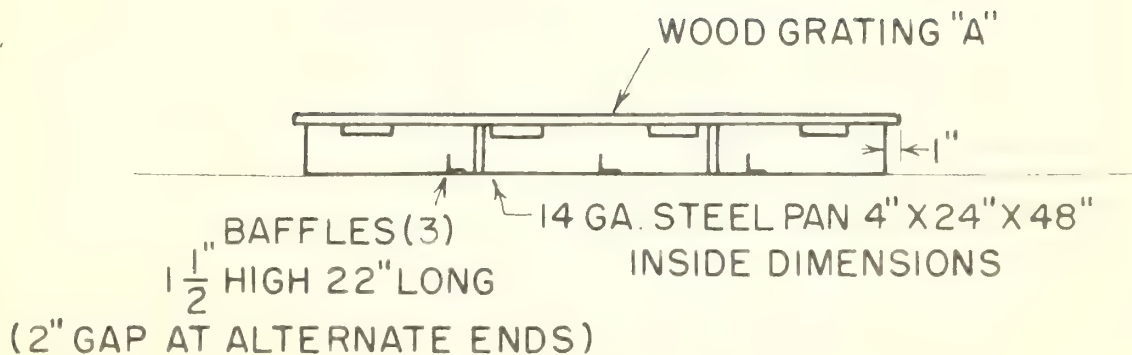 WOOD GRATING "A"
1"
BAFFLES (3)
1 1/2" HIGH 22" LONG
(2" GAP AT ALTERNATE ENDS)
14 GA. STEEL PAN 4" X 24" X 48"
INSIDE DIMENSIONS